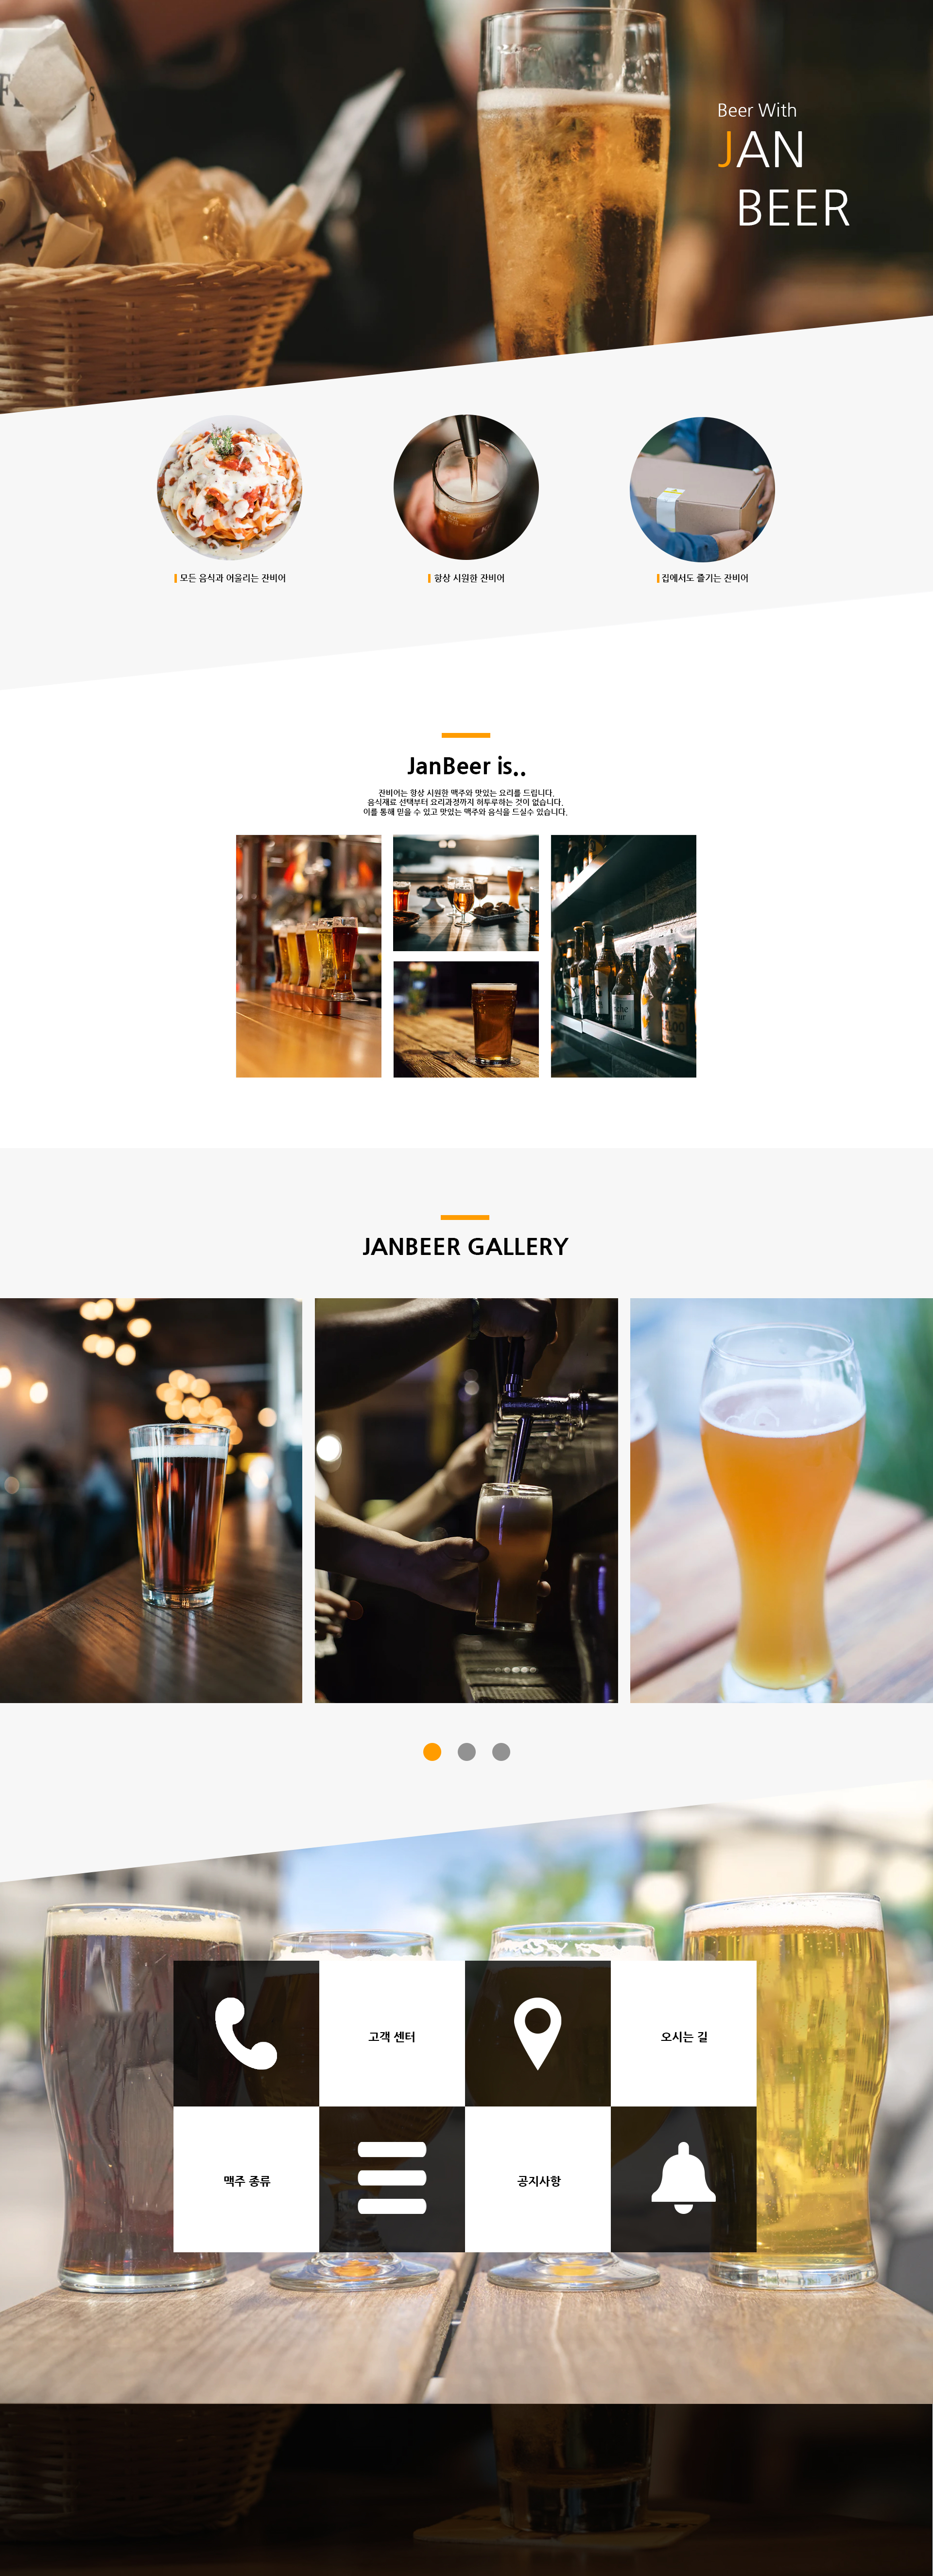 Beer With
JAN
BEER
모든 음식과 어울리는 잔비어
항상 시원한 잔비어
집에서도 즐기는 잔비어
JanBeer is..
잔비어는 항상 시원한 맥주와 맛있는 요리를 드립니다.
음식재료 선택부터 요리과정까지 허투루하는 것이 없습니다.
이를 통해 믿을 수 있고 맛있는 맥주와 음식을 드실수 있습니다.
JANBEER GALLERY
고객 센터
오시는 길
맥주 종류
공지사항